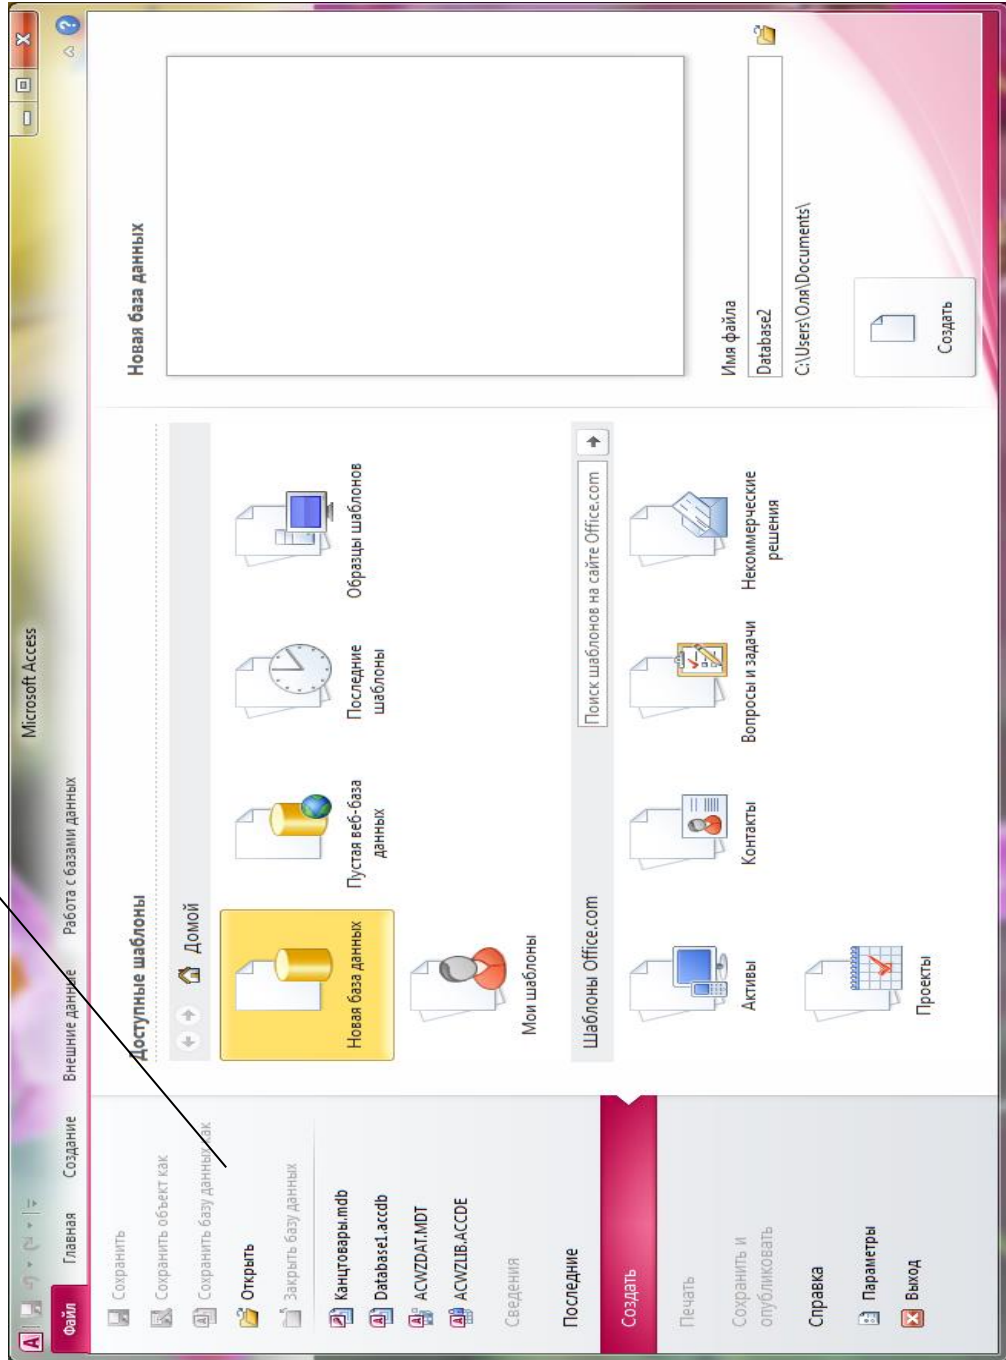 Microsoft Access
Файл
Главная
Создание
Внешние данные
Работа с базами данных
Сохранить
Сохранить объект как
Сохранить базу данных как
Открыть
Закрыть базу данных
Канцтовары.mdb
Database1.accdb
ACWZDAT.MDT
ACWZLIB.ACCDE
Сведения
Последние
Создать
Печать
Сохранить и
опубликовать
Справка
Параметры
Выход
Доступные шаблоны
Домой
Новая база данных
Пустая веб-база
данных
Последние
шаблоны
Образцы шаблонов
Мои шаблоны
Шаблоны Office.com
Поиск шаблонов на сайте Office.com
Активы
Контакты
Вопросы и задачи
Некоммерческие
решения
Проекты
Новая база данных
Имя файла
Database2
C:\Users\Оля\Documents\
Создать